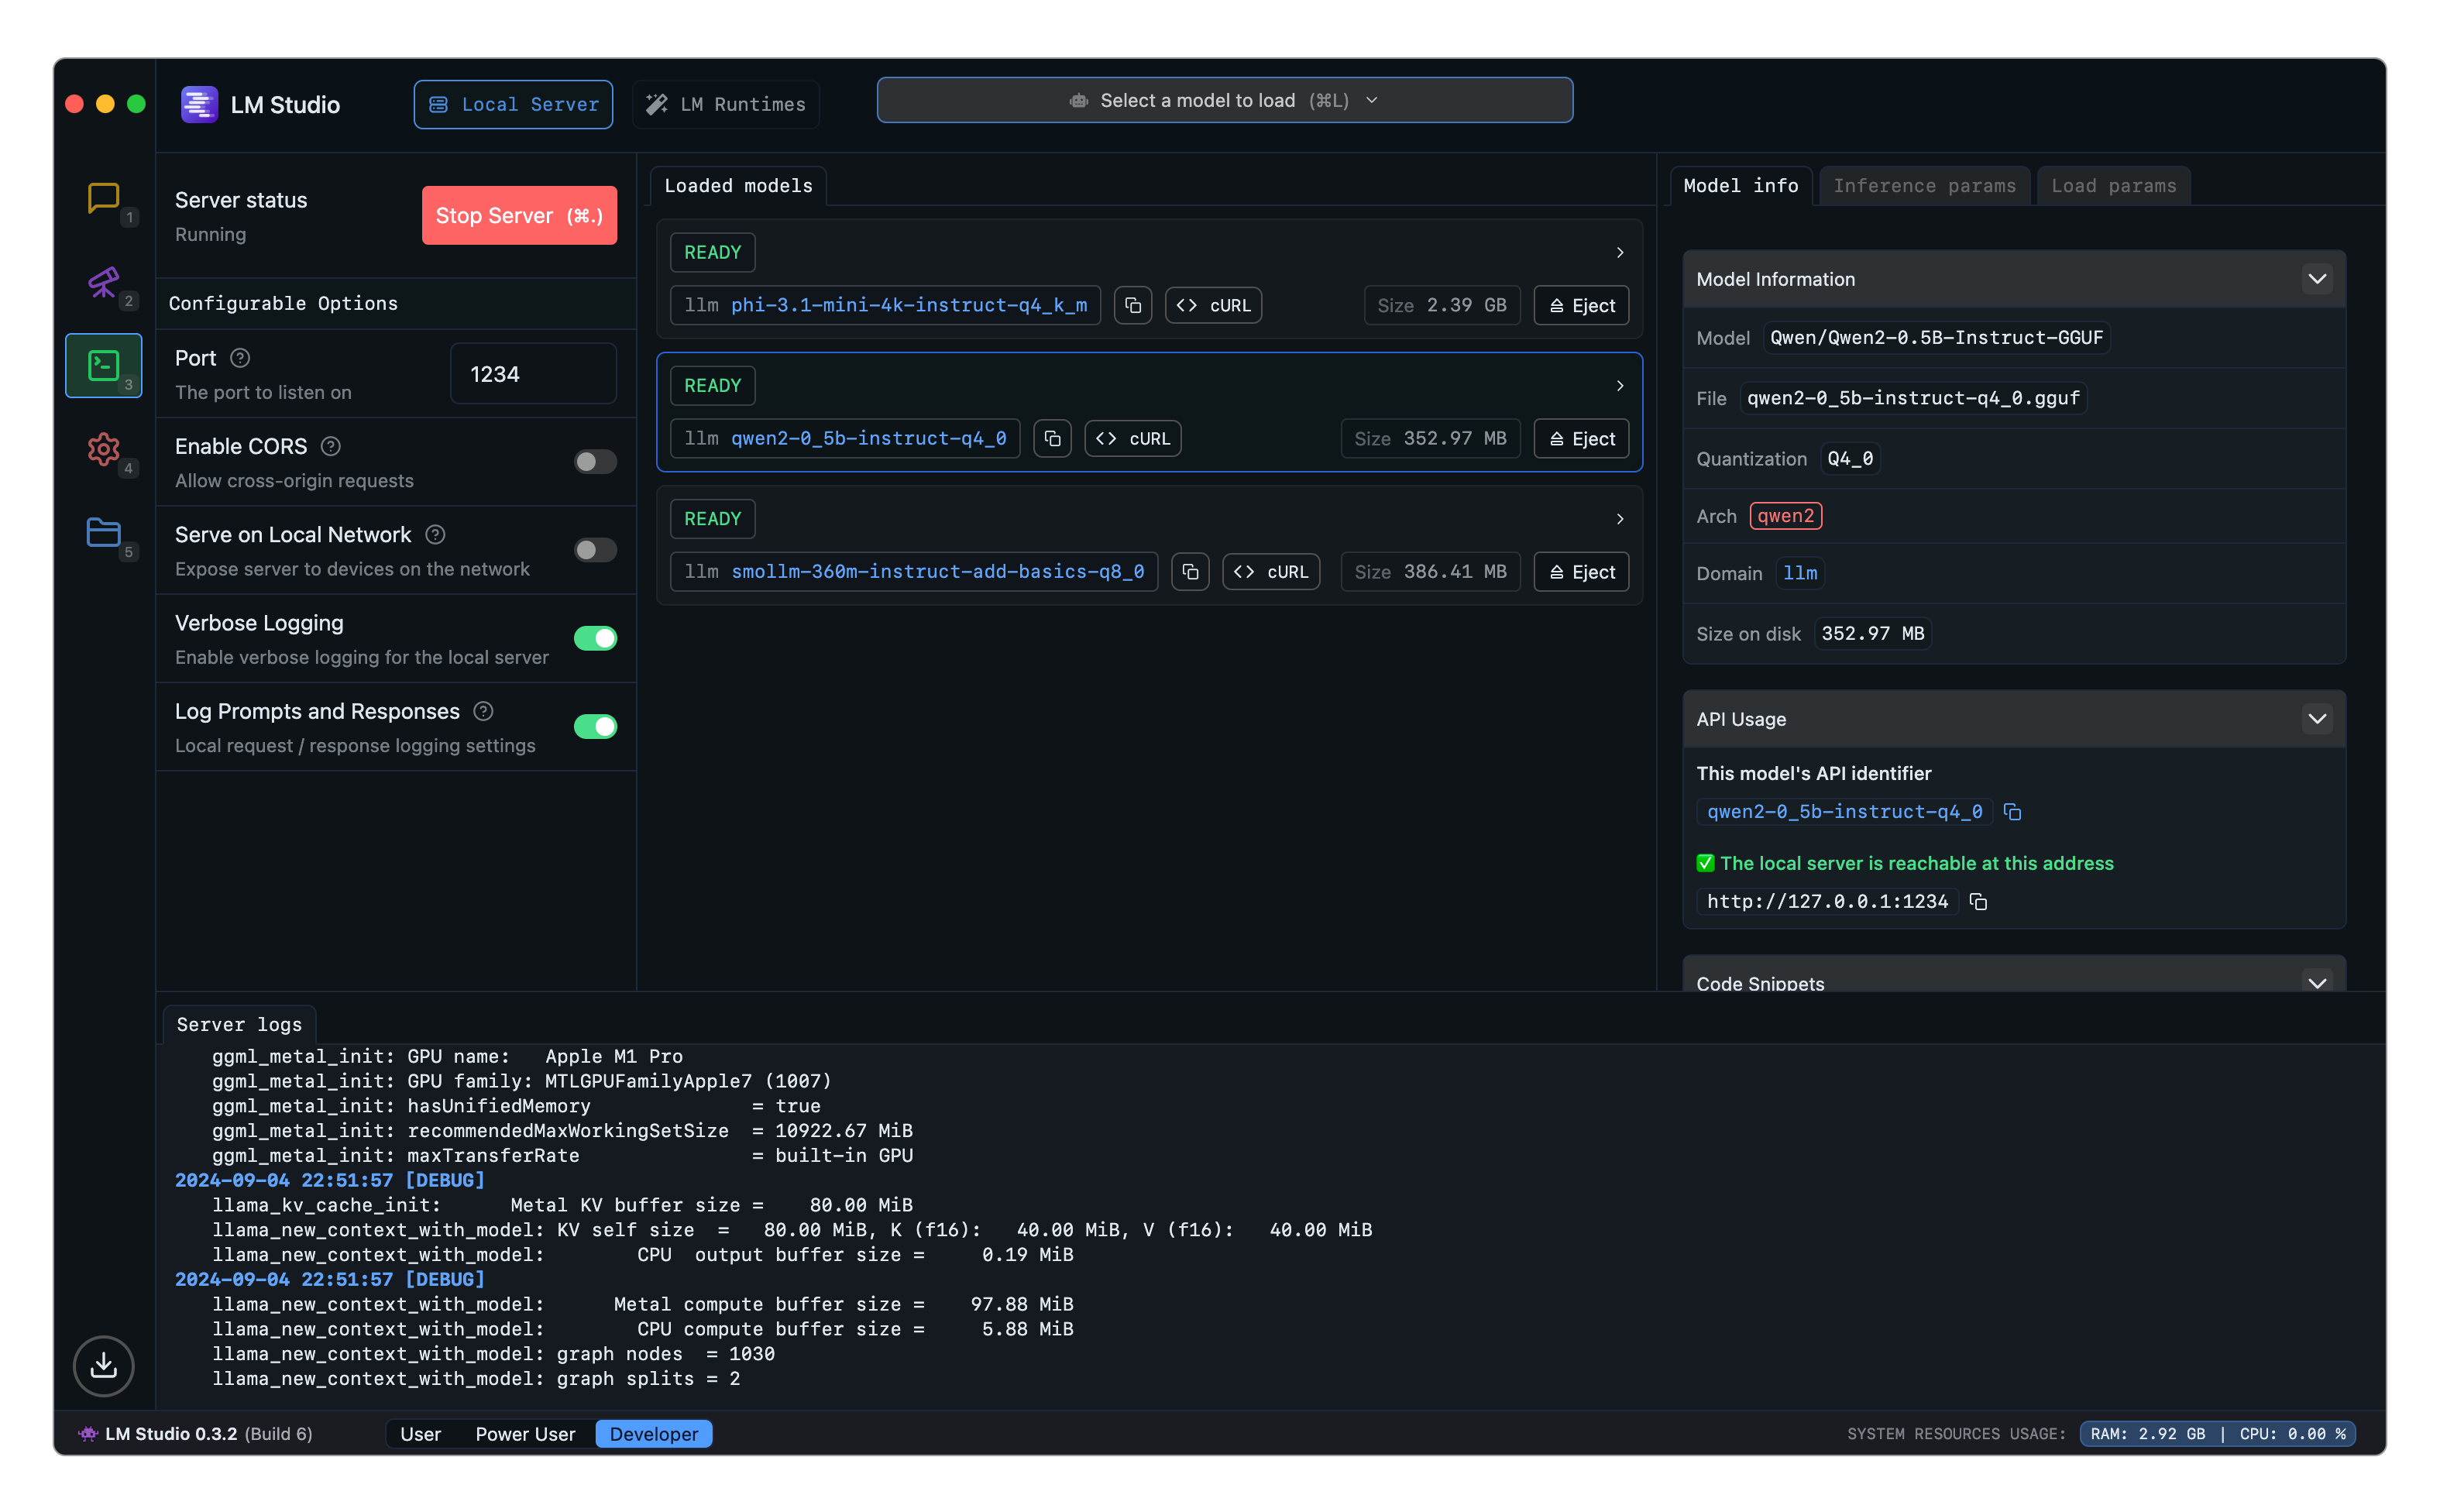 LM Studio
Local Server
LM Runtimes
Select a model to load (⌘L)
1
2
3
4
5
Server status
Running
Stop Server (⌘.)
Configurable Options
Port
The port to listen on
1234
Enable CORS
Allow cross-origin requests
Serve on Local Network
Expose server to devices on the network
Verbose Logging
Enable verbose logging for the local server
Log Prompts and Responses
Local request / response logging settings
Loaded models
READY
llm phi-3.1-mini-4k-instruct-q4_k_m
cURL
Size 2.39 GB
Eject
READY
llm qwen2-0_5b-instruct-q4_0
cURL
Size 352.97 MB
Eject
READY
llm smollm-360m-instruct-add-basics-q8_0
cURL
Size 386.41 MB
Eject
Model info
Inference params
Load params
Model Information
Model Qwen/Qwen2-0.5B-Instruct-GGUF
File qwen2-0_5b-instruct-q4_0.gguf
Quantization Q4_0
Arch qwen2
Domain llm
Size on disk 352.97 MB
API Usage
This model's API identifier
qwen2-0_5b-instruct-q4_0
✅ The local server is reachable at this address
http://127.0.0.1:1234
Code Snippets
Server logs
ggml_metal_init: GPU name:   Apple M1 Pro
ggml_metal_init: GPU family: MTLGPUFamilyApple7 (1007)
ggml_metal_init: hasUnifiedMemory              = true
ggml_metal_init: recommendedMaxWorkingSetSize  = 10922.67 MiB
ggml_metal_init: maxTransferRate               = built-in GPU
2024-09-04 22:51:57 [DEBUG]
llama_kv_cache_init:      Metal KV buffer size =    80.00 MiB
llama_new_context_with_model: KV self size  =   80.00 MiB, K (f16):   40.00 MiB, V (f16):   40.00 MiB
llama_new_context_with_model:        CPU  output buffer size =     0.19 MiB
2024-09-04 22:51:57 [DEBUG]
llama_new_context_with_model:      Metal compute buffer size =    97.88 MiB
llama_new_context_with_model:        CPU compute buffer size =     5.88 MiB
llama_new_context_with_model: graph nodes  = 1030
llama_new_context_with_model: graph splits = 2
LM Studio 0.3.2 (Build 6)
User
Power User
Developer
SYSTEM RESOURCES USAGE:
RAM: 2.92 GB | CPU: 0.00 %